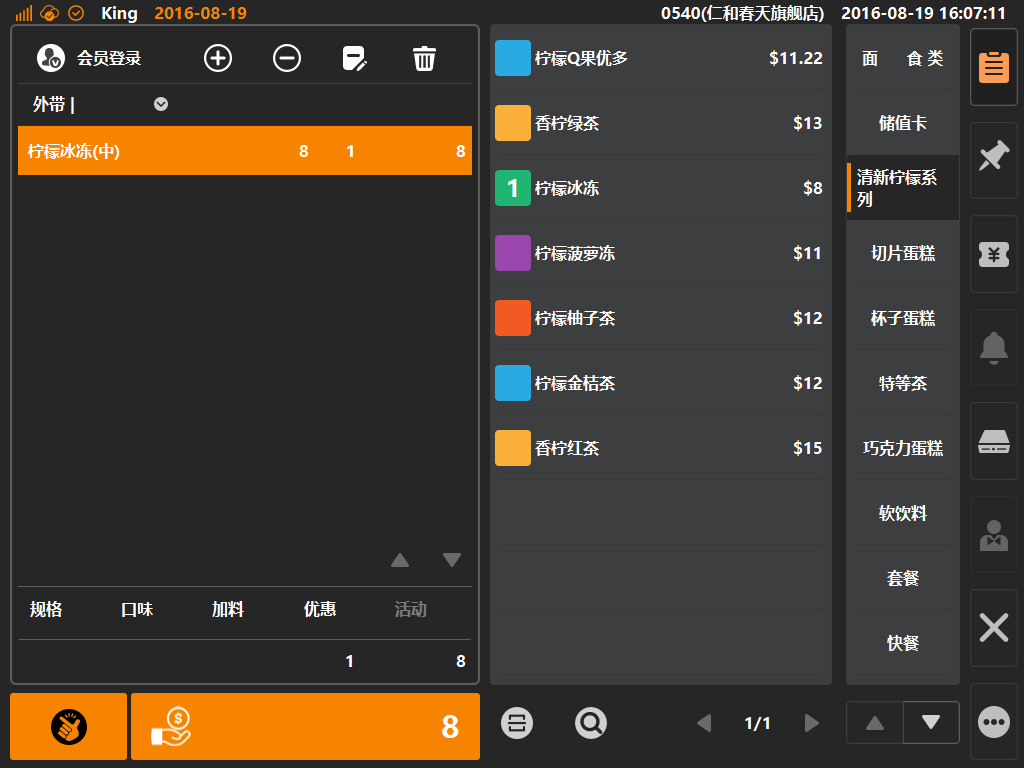 King 2016-08-19
0540(仁和春天旗舰店) 2016-08-19 16:07:11
会员登录
外带 |
柠檬冰冻(中) 8 1 8
规格 口味 加料 优惠 活动
1 8
8
柠檬Q果优多 $11.22
香柠绿茶 $13
1 柠檬冰冻 $8
柠檬菠萝冻 $11
柠檬柚子茶 $12
柠檬金桔茶 $12
香柠红茶 $15
1/1
面 食类
储值卡
清新柠檬系
列
切片蛋糕
杯子蛋糕
特等茶
巧克力蛋糕
软饮料
套餐
快餐
¥